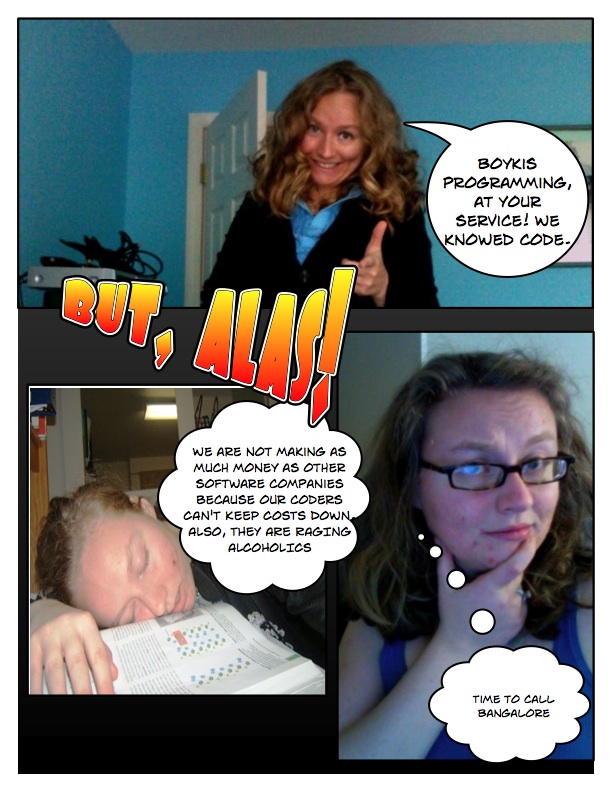 BOYKIS
PROGRAMMING,
AT YOUR
SERVICE! WE
KNOWED CODE.
BUT, ALAS!
WE ARE NOT MAKING AS
MUCH MONEY AS OTHER
SOFTWARE COMPANIES
BECAUSE OUR CODERS
CAN'T KEEP COSTS DOWN.
ALSO, THEY ARE RAGING
ALCOHOLICS
TIME TO CALL
BANGALORE